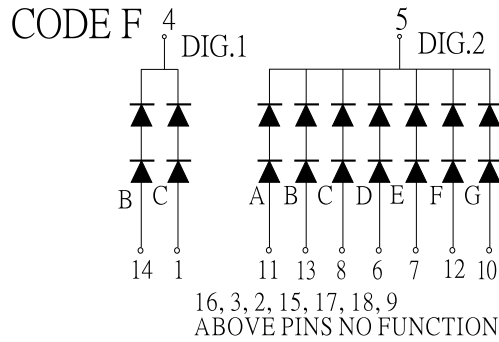 CODE F 4 DIG.1 5 DIG.2
B C A B C D E F G
14 1 11 13 8 6 7 12 10
16, 3, 2, 15, 17, 18, 9
ABOVE PINS NO FUNCTION